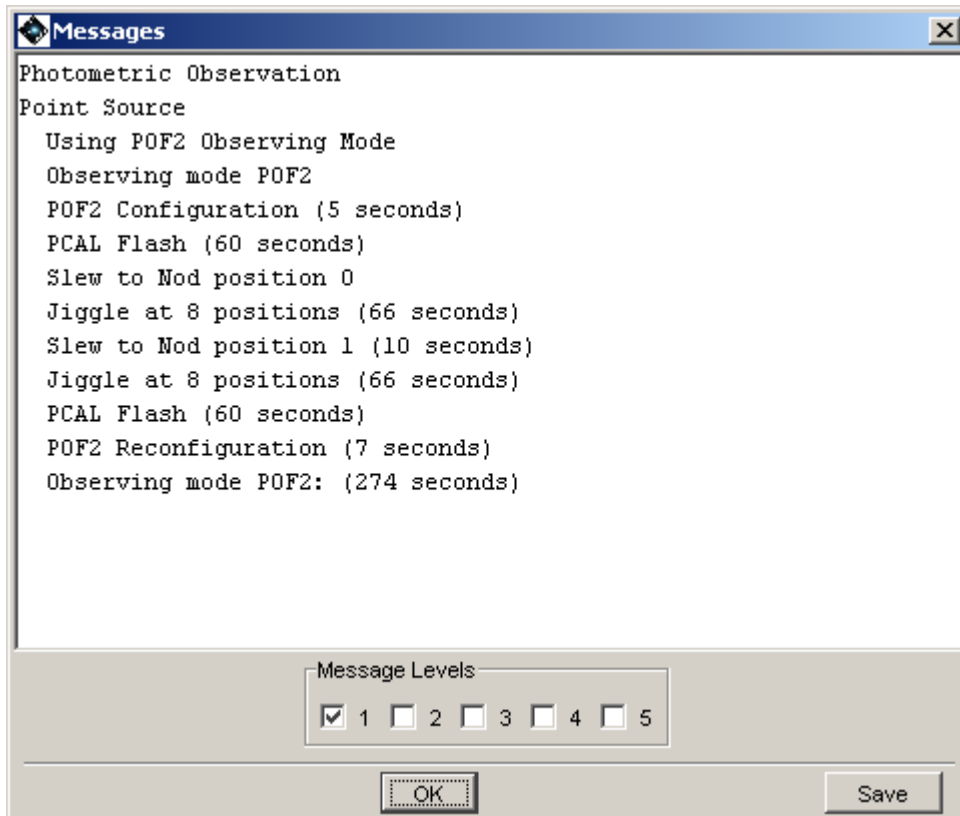 Messages
Photometric Observation
Point Source
Using POF2 Observing Mode
Observing mode POF2
POF2 Configuration (5 seconds)
PCAL Flash (60 seconds)
Slew to Nod position 0
Jiggle at 8 positions (66 seconds)
Slew to Nod position 1 (10 seconds)
Jiggle at 8 positions (66 seconds)
PCAL Flash (60 seconds)
POF2 Reconfiguration (7 seconds)
Observing mode POF2: (274 seconds)
Message Levels
1 2 3 4 5
OK Save